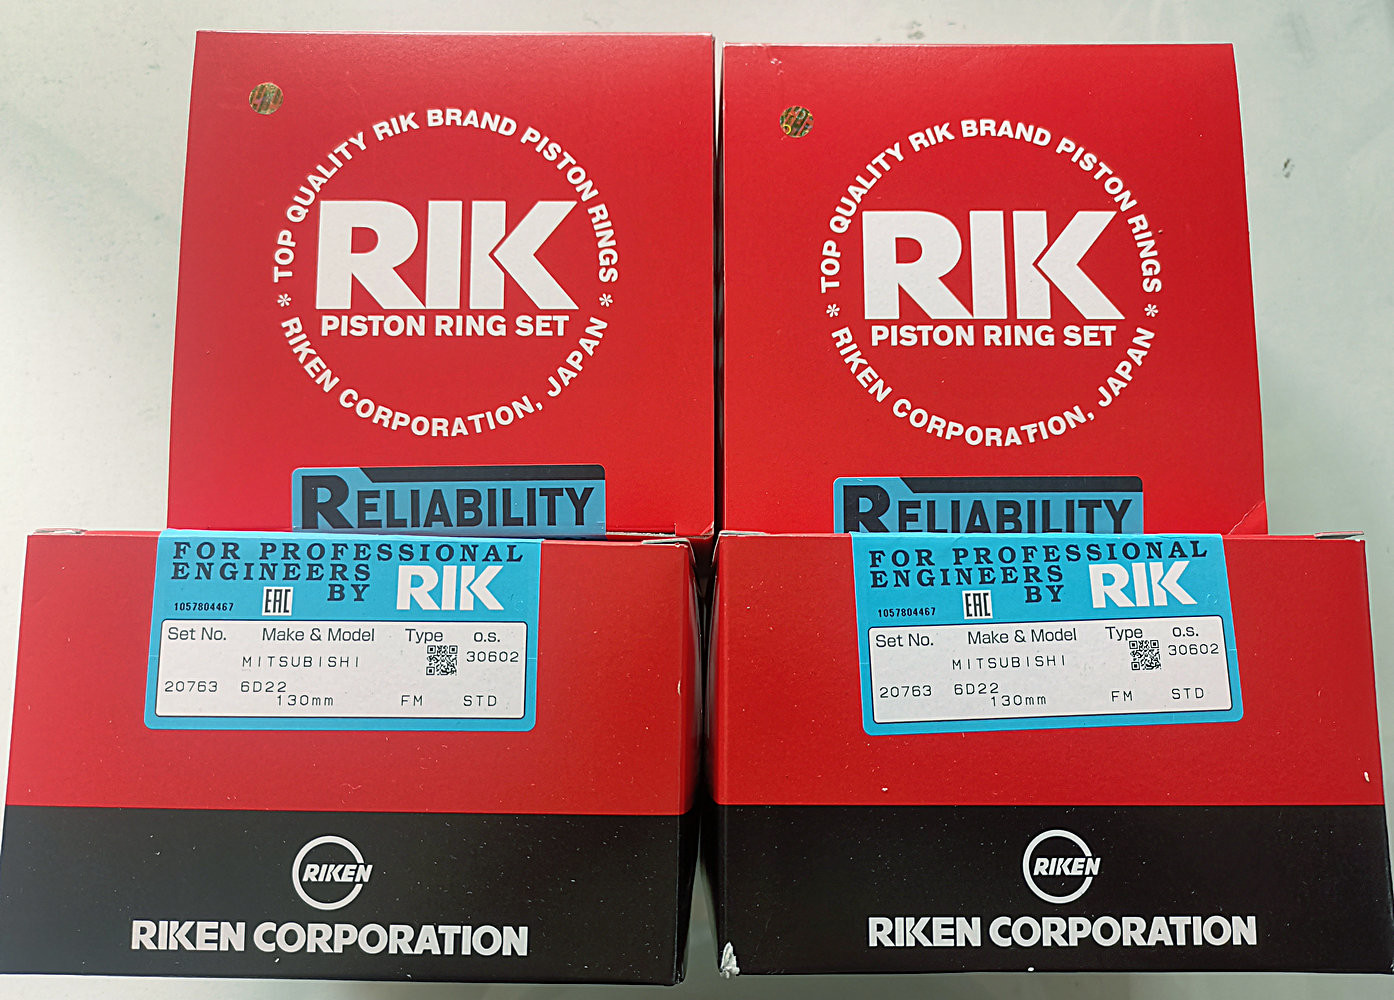 TOP QUALITY RIK BRAND PISTON RINGS
RIK
PISTON RING SET
* RIKEN CORPORATION, JAPAN *
RELIABILITY
FOR PROFESSIONAL
ENGINEERS
BY RIK
1057804467 EAC
Set No. Make & Model Type o.s.
MITSUBISHI 30602
20763 6D22 FM STD
130mm
RIKEN
RIKEN CORPORATION
TOP QUALITY RIK BRAND PISTON RINGS
RIK
PISTON RING SET
* RIKEN CORPORATION, JAPAN *
RELIABILITY
FOR PROFESSIONAL
ENGINEERS
BY RIK
1057804467 EAC
Set No. Make & Model Type o.s.
MITSUBISHI 30602
20763 6D22 FM STD
130mm
RIKEN
RIKEN CORPORATION